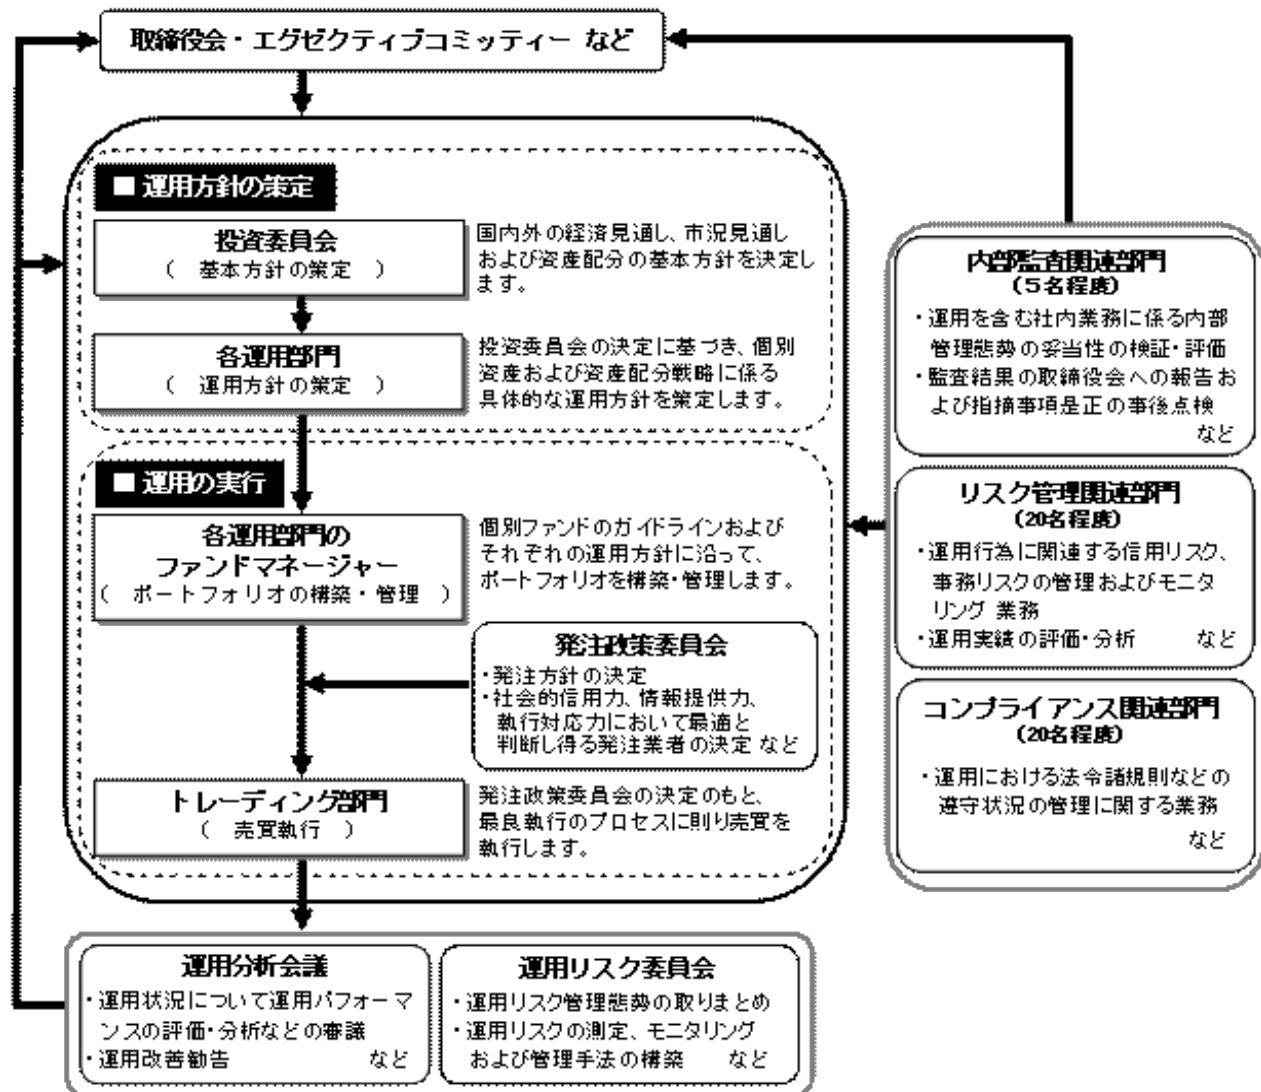 取締役会・エグゼクティブコミッティー など
■ 運用方針の策定
投資委員会
（　基本方針の策定　）
国内外の経済見通し、市況見通し
および資産配分の基本方針を決定し
ます。
各運用部門
（　運用方針の策定　）
投資委員会の決定に基づき、個別
資産および資産配分戦略に係る
具体的な運用方針を策定します。
■ 運用の実行
各運用部門の
ファンドマネージャー
（　ポートフォリオの構築・管理　）
個別ファンドのガイドラインおよび
それぞれの運用方針に沿って、
ポートフォリオを構築・管理します。
発注政策委員会
・発注方針の決定
・社会的信用力、情報提供力、
執行対応力において最適と
判断し得る発注業者の決定 など
トレーディング部門
（　売買執行　）
発注政策委員会の決定のもと、
最良執行のプロセスに則り売買を
執行します。
内部監査関連部門
（５名程度）
・運用を含む社内業務に係る内部
管理態勢の妥当性の検証・評価
・監査結果の取締役会への報告お
よび指摘事項是正の事後点検
など
リスク管理関連部門
（20名程度）
・運用行為に関連する信用リスク、
事務リスクの管理およびモニタ
リング 業務
・運用実績の評価・分析　　など
コンプライアンス関連部門
（20名程度）
・運用における法令諸規則などの
遵守状況の管理に関する業務
など
運用分析会議
・運用状況について運用パフォーマ
ンスの評価・分析などの審議
・運用改善勧告　　　　など
運用リスク委員会
・運用リスク管理態勢の取りまとめ
・運用リスクの測定、モニタリング
および管理手法の構築　　など